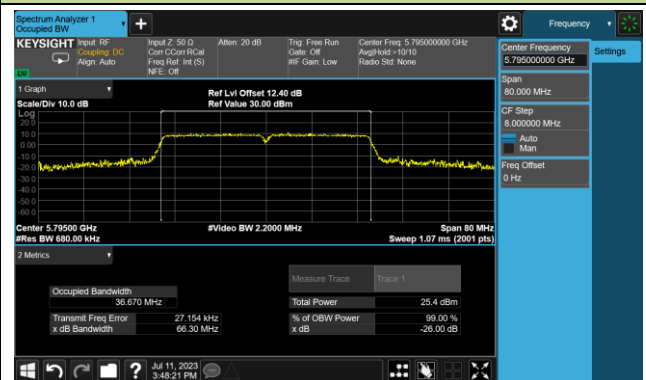 Spectrum Analyzer 1
Occupied BW
Frequency
KEYSIGHT
Input: RF
Coupling: DC
Align: Auto
Input Z: 50 Ω
Corr CCorr RCal
Freq Ref: Int (S)
NFE: Off
Atten: 20 dB
Trig: Free Run
Gate: Off
#IF Gain: Low
Center Freq: 5.795000000 GHz
Avg|Hold:>10/10
Radio Std: None
Center Frequency
5.795000000 GHz
Settings
Span
80.000 MHz
CF Step
8.000000 MHz
Auto
Man
Freq Offset
0 Hz
1 Graph
Scale/Div 10.0 dB
Ref Lvl Offset 12.40 dB
Ref Value 30.00 dBm
Log
20.0
10.0
0.00
-10.0
-20.0
-30.0
-40.0
-50.0
-60.0
Center 5.79500 GHz
#Res BW 680.00 kHz
#Video BW 2.2000 MHz
Span 80 MHz
Sweep 1.07 ms (2001 pts)
2 Metrics
Measure Trace
Trace 1
Occupied Bandwidth
36.670 MHz
Total Power
25.4 dBm
Transmit Freq Error
27.154 kHz
% of OBW Power
99.00 %
x dB Bandwidth
66.30 MHz
x dB
-26.00 dB
Jul 11, 2023
3:48:21 PM